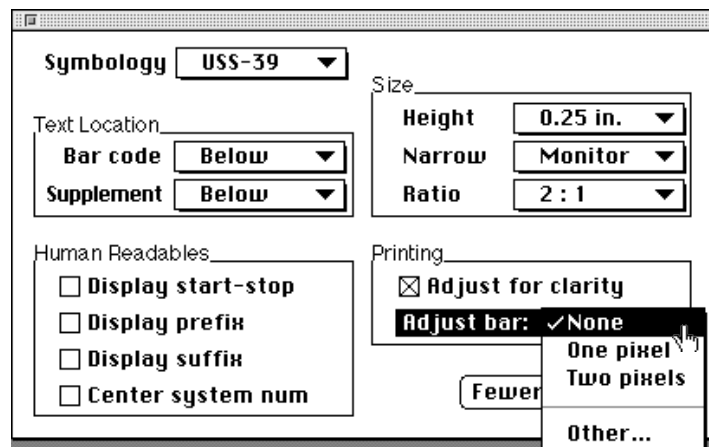 Symbology USS-39
Text Location
Bar code Below
Supplement Below
Size
Height 0.25 in.
Narrow Monitor
Ratio 2 : 1
Human Readables
Display start-stop
Display prefix
Display suffix
Center system num
Printing
Adjust for clarity
Adjust bar: ✓None
One pixel
Two pixels
Other...
Fewer